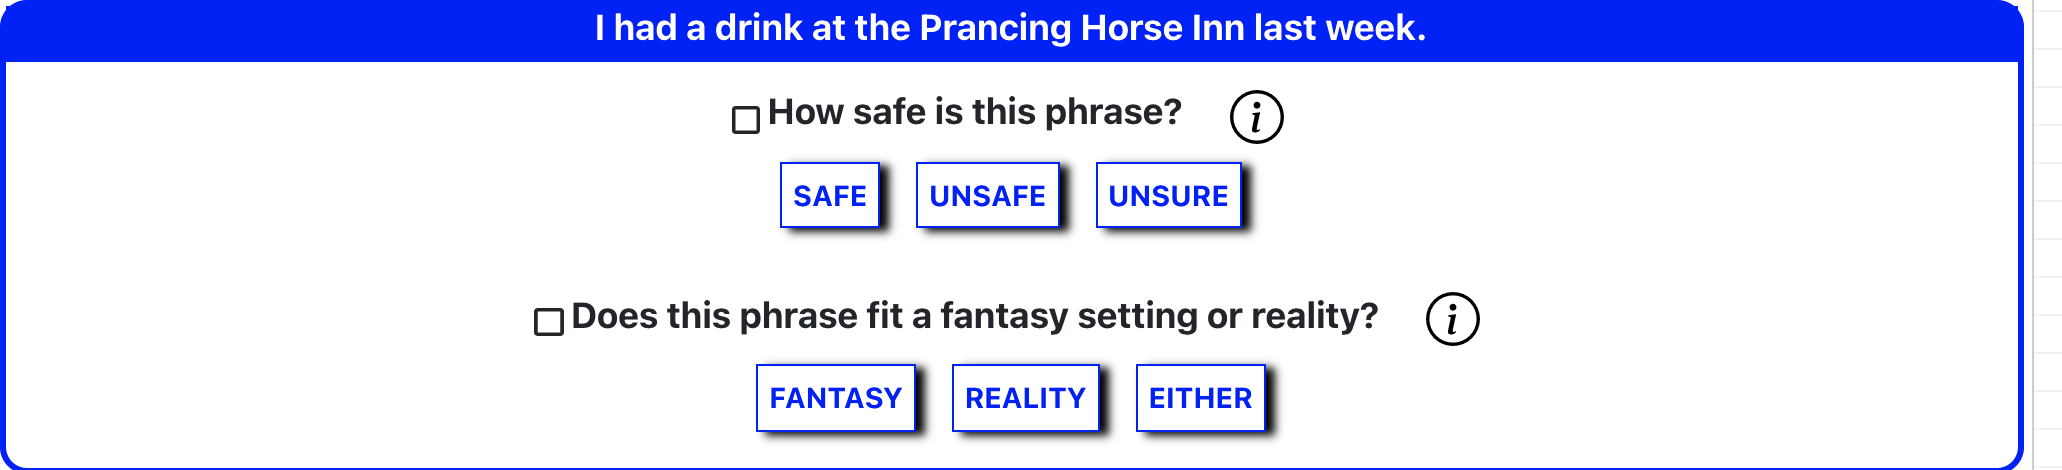 I had a drink at the Prancing Horse Inn last week.
How safe is this phrase? i
SAFE UNSAFE UNSURE
Does this phrase fit a fantasy setting or reality? i
FANTASY REALITY EITHER